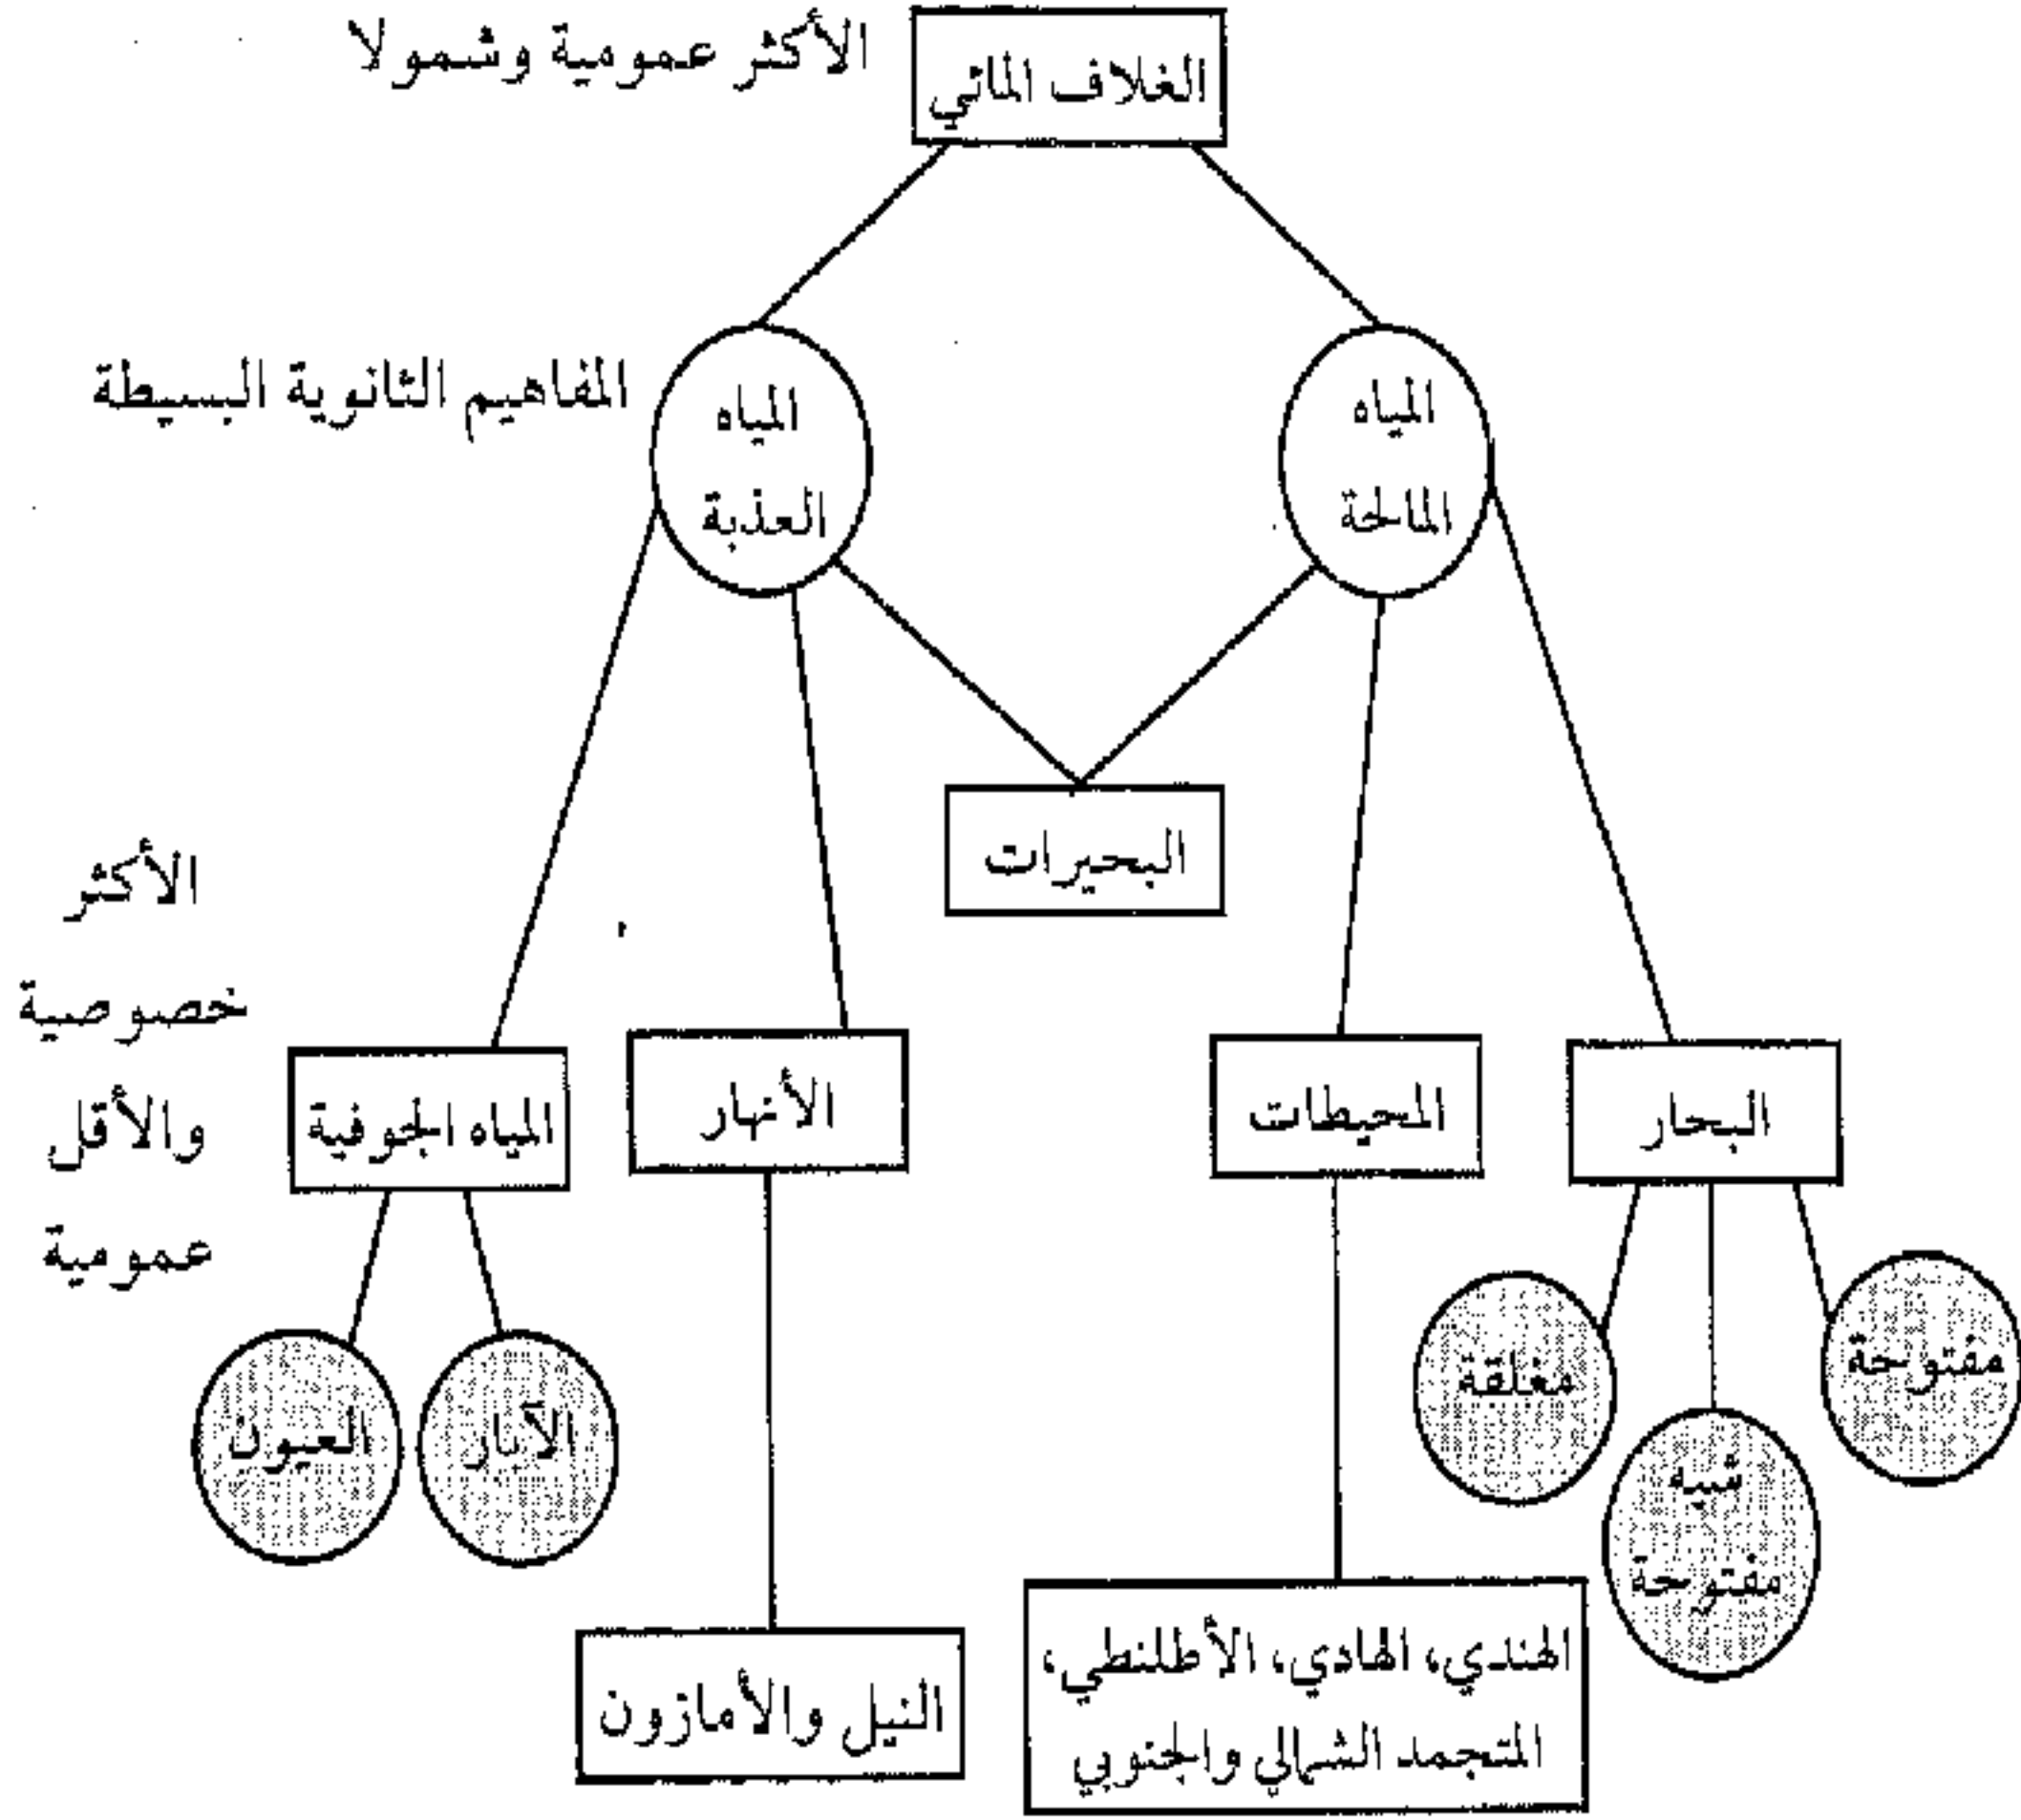 الغلاف المائي
الأكثر عمومية وشمولا
المياه
المالحة
المياه
العذبة
المفاهيم الثانوية البسيطة
البحيرات
الأكثر
خصوصية
والأقل
عمومية
البحار
المحيطات
الأنهار
المياه الجوفية
مفتوحة
شبه
مفتوحة
مغلقة
الآبار
العيون
الهندي، الهادي، الأطلنطي،
المتجمد الشمالي والجنوبي
النيل والأمازون